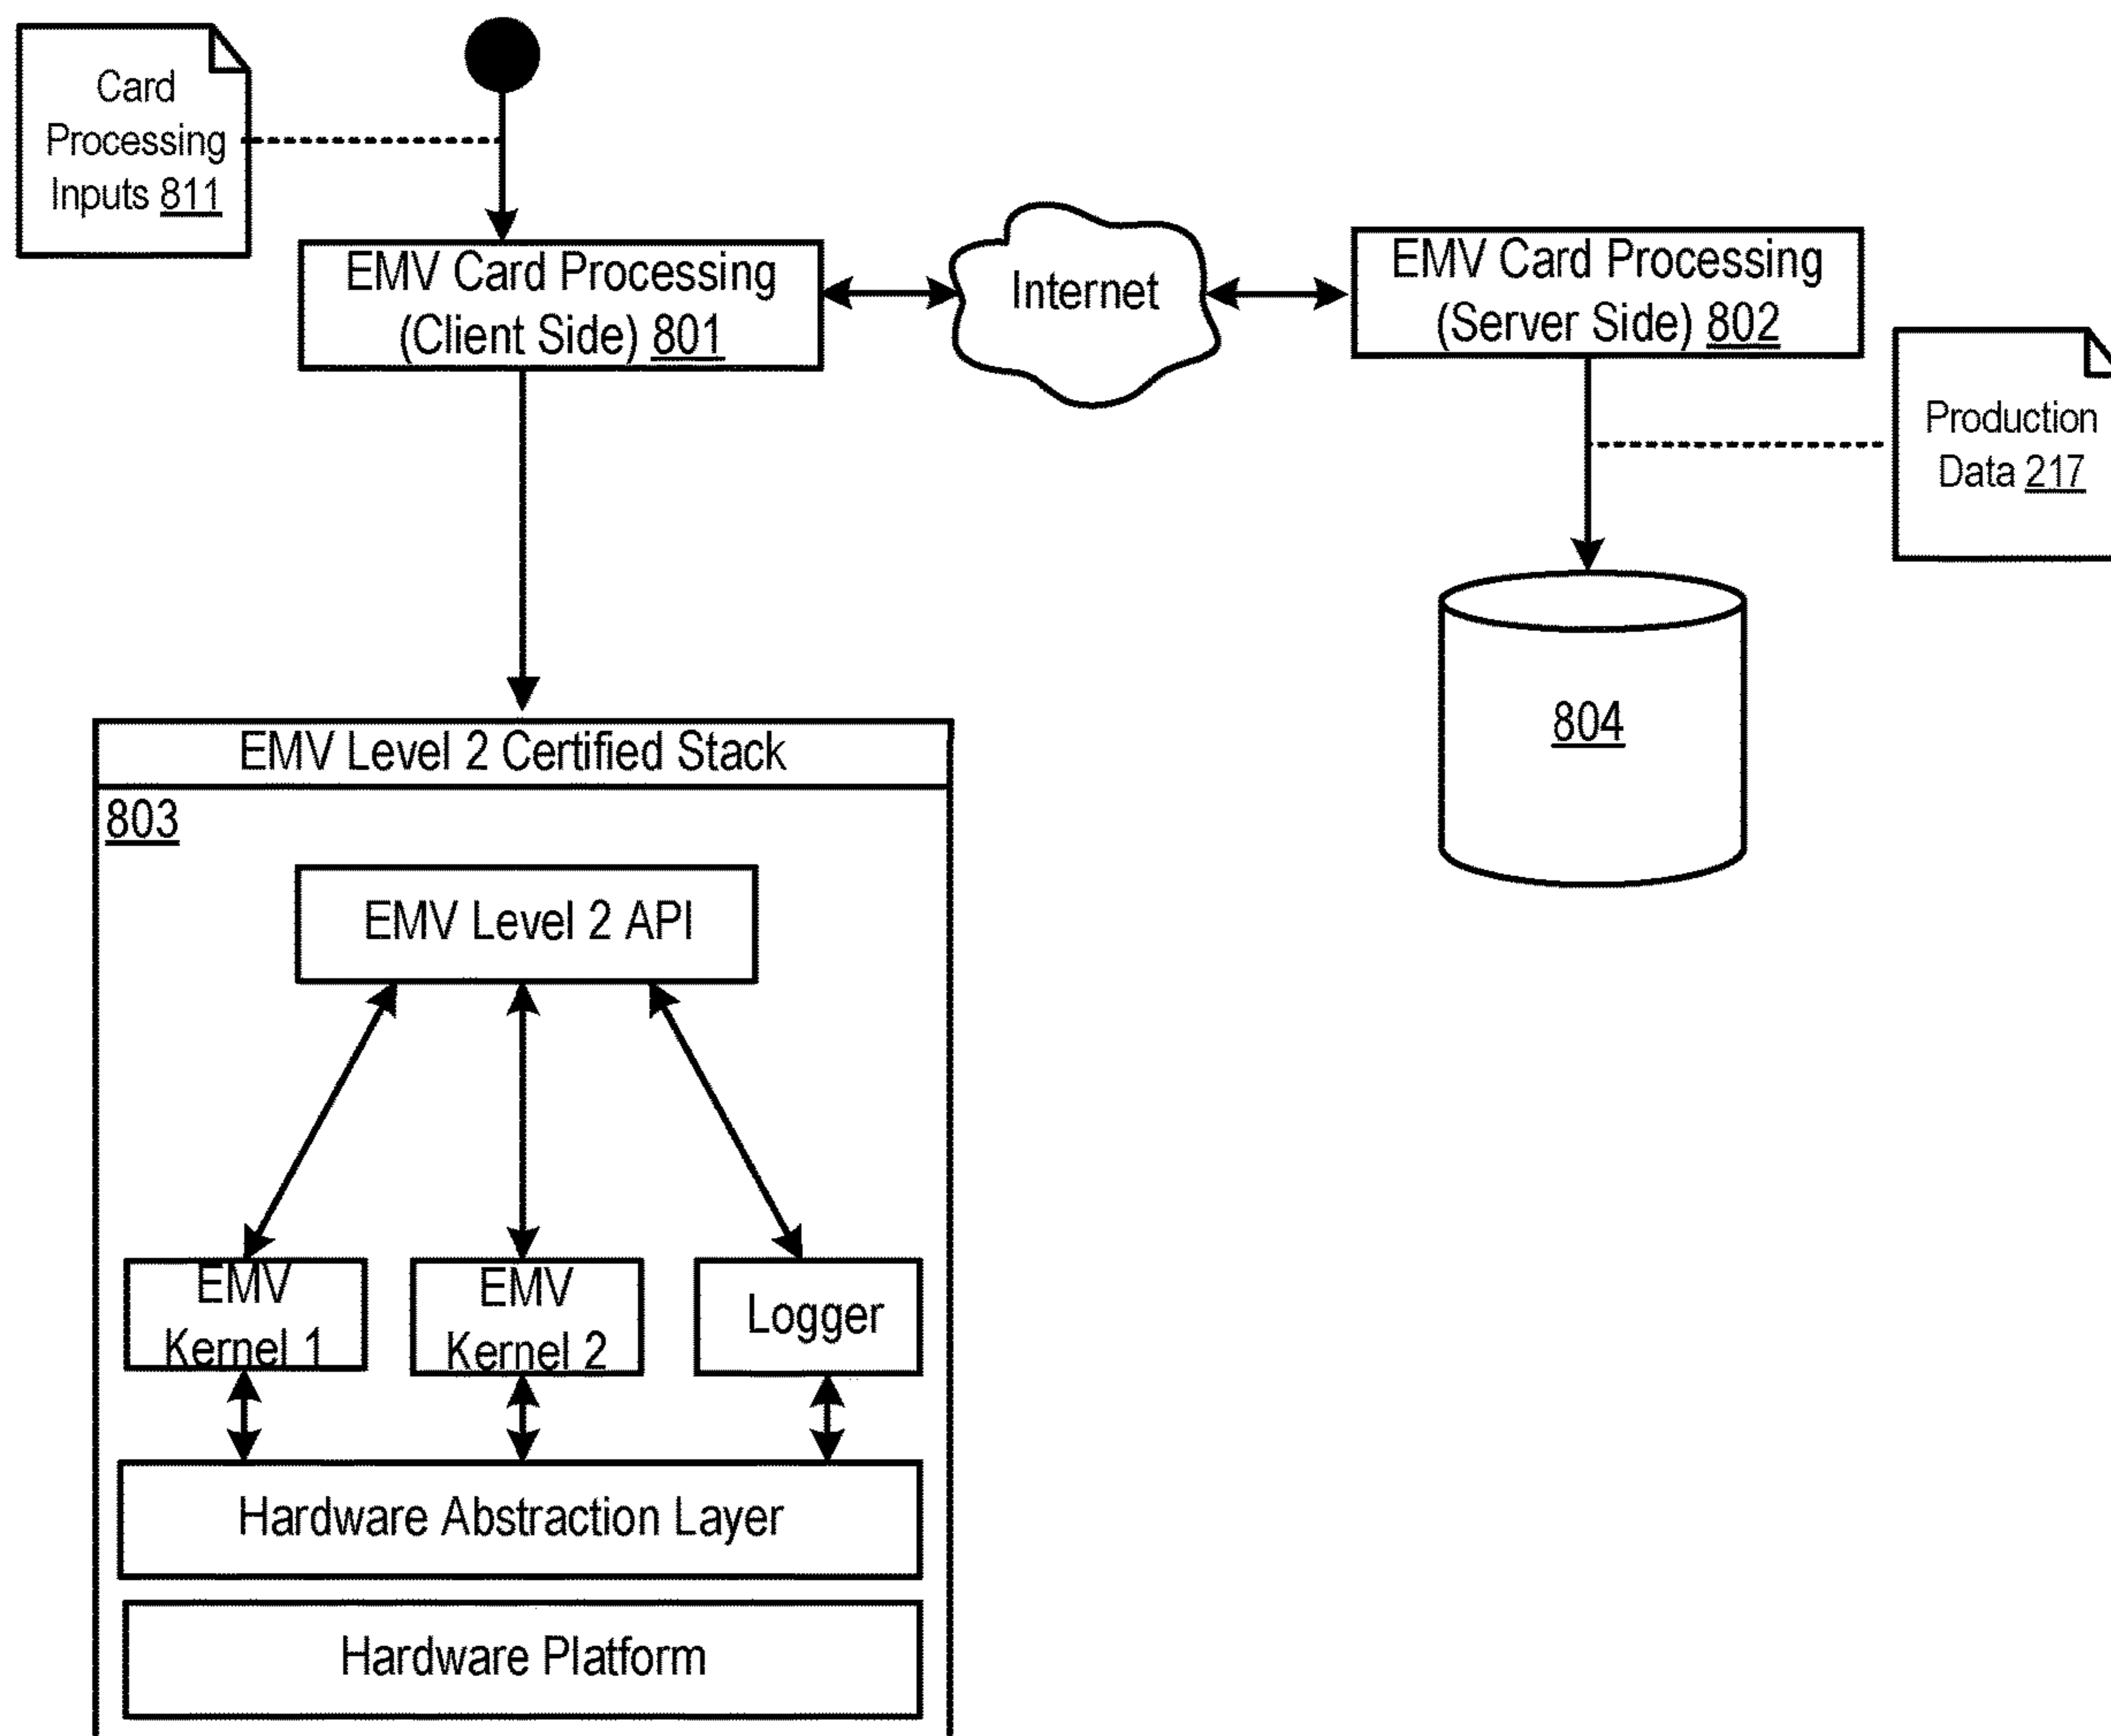 Card
Processing
Inputs 811
EMV Card Processing
(Client Side) 801
Internet
EMV Card Processing
(Server Side) 802
Production
Data 217
804
EMV Level 2 Certified Stack
803
EMV Level 2 API
EMV
Kernel 1
EMV
Kernel 2
Logger
Hardware Abstraction Layer
Hardware Platform